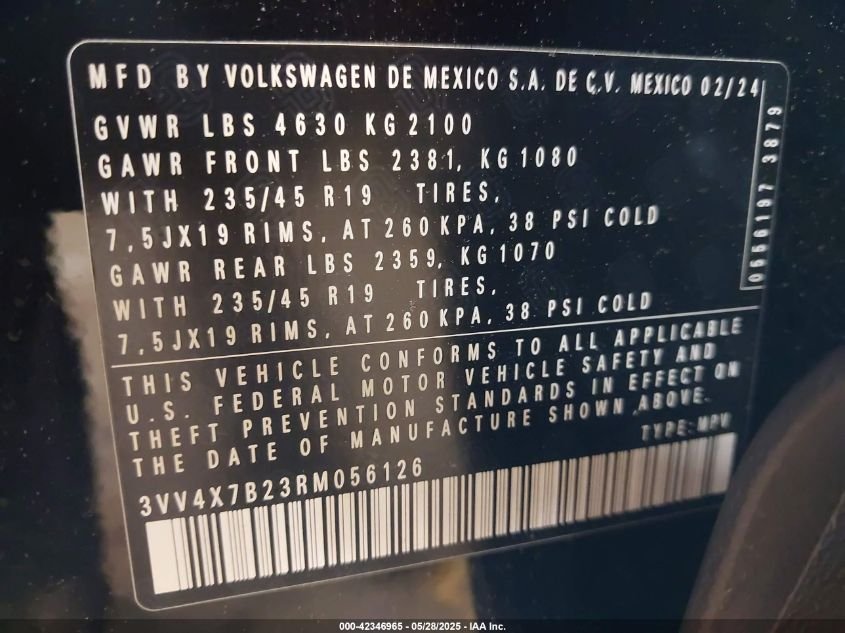 MFD BY VOLKSWAGEN DE MEXICO S.A. DE C.V. MEXICO 02/24
GVWR LBS 4630 KG 2100
GAWR FRONT LBS 2381, KG 1080
WITH 235/45 R19 TIRES,
7,5JX19 RIMS, AT 260 KPA, 38 PSI COLD
GAWR REAR LBS 2359, KG 1070
WITH 235/45 R19 TIRES,
7,5JX19 RIMS, AT 260 KPA, 38 PSI COLD
0556197 3879
THIS VEHICLE CONFORMS TO ALL APPLICABLE
U.S. FEDERAL MOTOR VEHICLE SAFETY AND
THEFT PREVENTION STANDARDS IN EFFECT ON
THE DATE OF MANUFACTURE SHOWN ABOVE.
TYPE: MPV
3VV4X7B23RM056126
000-42346965 - 05/28/2025 - IAA Inc.